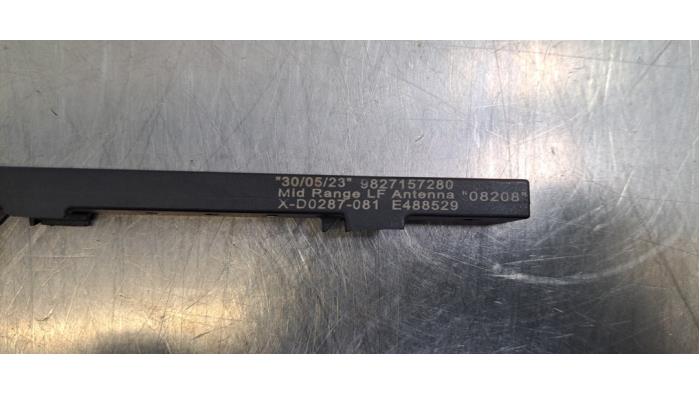 "30/05/23" 9827157280
Mid Range LF Antenna "08208"
X-D0287-081 E488529